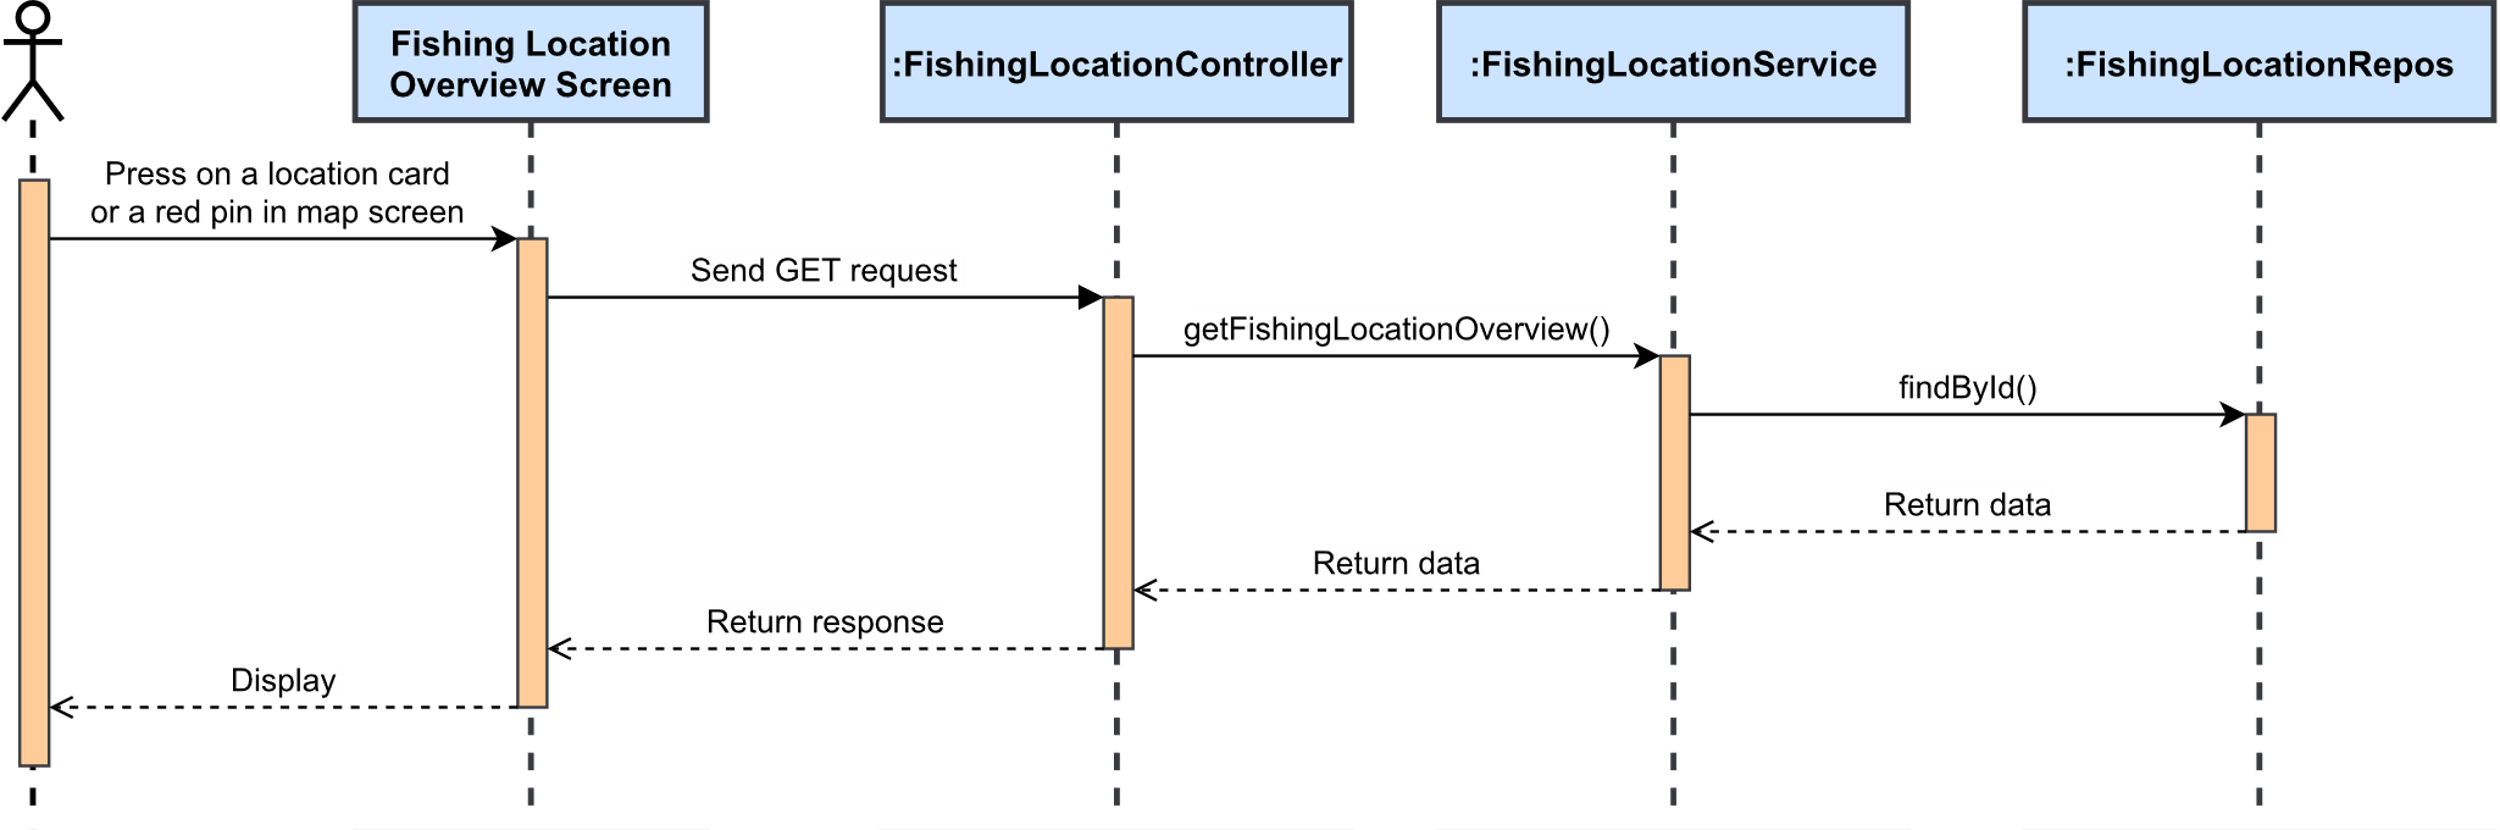 Fishing Location
Overview Screen
:FishingLocationController
:FishingLocationService
:FishingLocationRepos
Press on a location card
or a red pin in map screen
Send GET request
getFishingLocationOverview()
findById()
Return data
Return data
Return response
Display